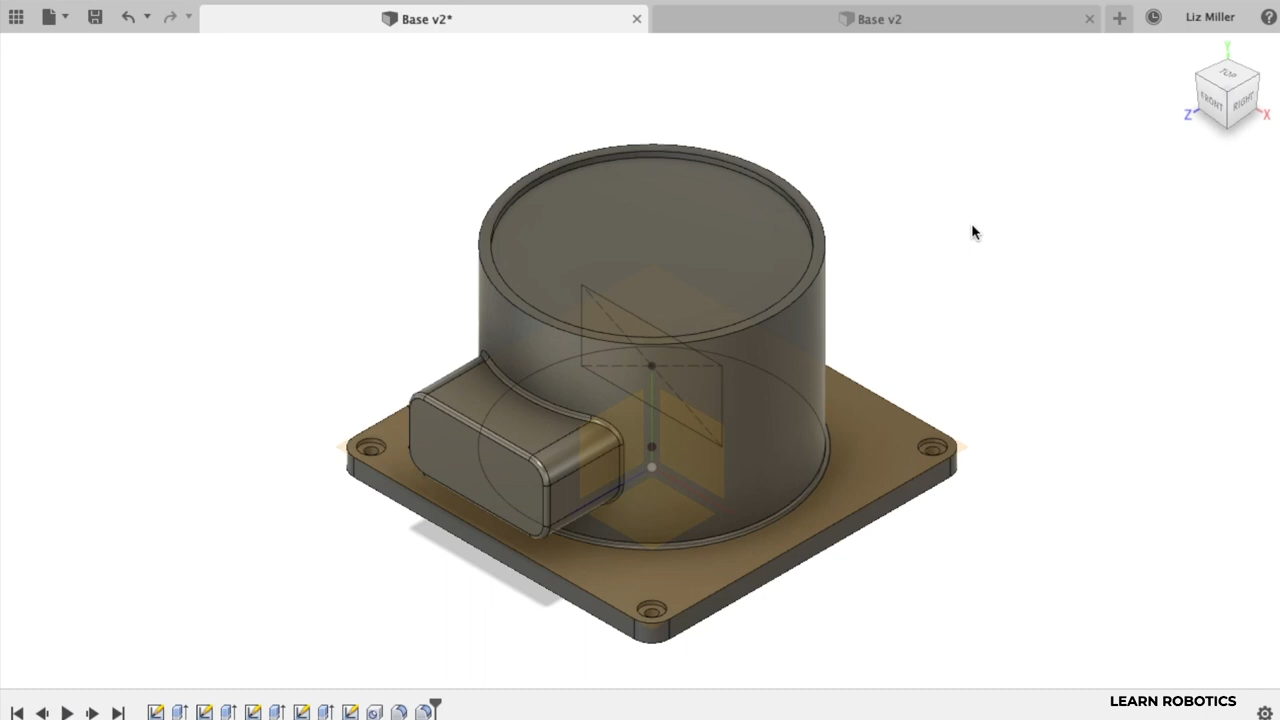 Base v2*
Base v2
Liz Miller
Y
TOP
FRONT
RIGHT
Z
X
LEARN ROBOTICS